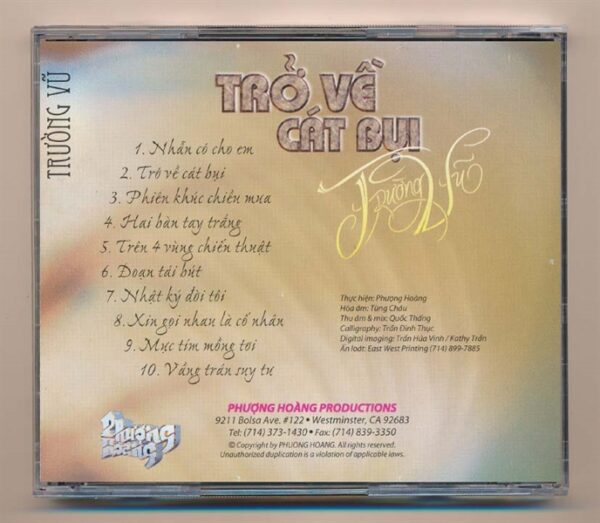 TRƯỜNG VŨ
TRỞ VỀ
CÁT BỤI
Trường Vũ
1. Nhẫn cỏ cho em
2. Trở về cát bụi
3. Phiên khúc chiều mưa
4. Hai bàn tay trắng
5. Trên 4 vùng chiến thuật
6. Đoạn tái bút
7. Nhật ký đời tôi
8. Xin gọi nhau là cố nhân
9. Mực tím mồng tơi
10. Vầng trán suy tư
Thực hiện: Phượng Hoàng
Hòa âm: Tùng Châu
Thu âm & mix: Quốc Thắng
Calligraphy: Trần Đình Thục
Digital imaging: Trần Hùa Vinh / Kathy Trần
Ấn loát: East West Printing (714) 899-7885
PHƯỢNG HOÀNG PRODUCTIONS
9211 Bolsa Ave. #122 • Westminster, CA 92683
Tel: (714) 373-1430 • Fax: (714) 839-3350
© Copyright by PHUONG HOANG. All rights reserved.
Unauthorized duplication is a violation of applicable laws.
Phượng
Hoàng